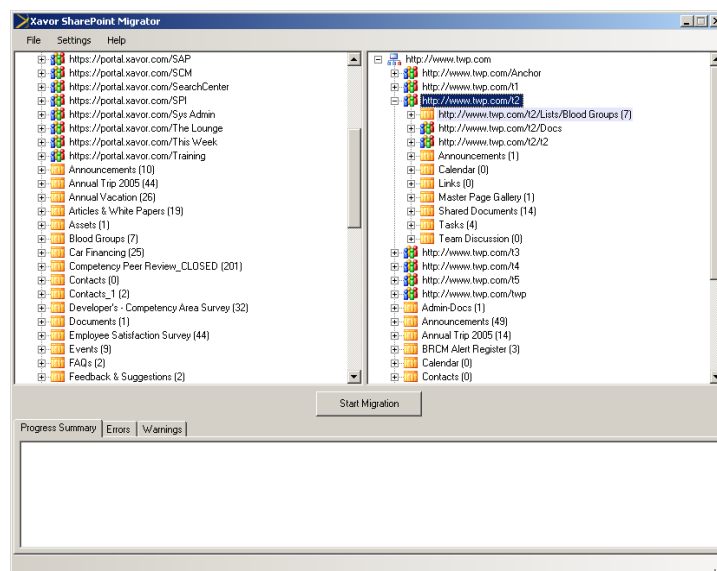 Xavor SharePoint Migrator
File Settings Help
https://portal.xavor.com/SAP
https://portal.xavor.com/SCM
https://portal.xavor.com/SearchCenter
https://portal.xavor.com/SPI
https://portal.xavor.com/Sys Admin
https://portal.xavor.com/The Lounge
https://portal.xavor.com/This Week
https://portal.xavor.com/Training
Announcements (10)
Annual Trip 2005 (44)
Annual Vacation (26)
Articles & White Papers (19)
Assets (1)
Blood Groups (7)
Car Financing (25)
Competency Peer Review_CLOSED (201)
Contacts (0)
Contacts_1 (2)
Developer's - Competency Area Survey (32)
Documents (1)
Employee Satisfaction Survey (44)
Events (9)
FAQs (2)
Feedback & Suggestions (2)
http://www.twp.com
http://www.twp.com/Anchor
http://www.twp.com/t1
http://www.twp.com/t2
http://www.twp.com/t2/Lists/Blood Groups (7)
http://www.twp.com/t2/Docs
http://www.twp.com/t2/t2
Announcements (1)
Calendar (0)
Links (0)
Master Page Gallery (1)
Shared Documents (14)
Tasks (4)
Team Discussion (0)
http://www.twp.com/t3
http://www.twp.com/t4
http://www.twp.com/t5
http://www.twp.com/twp
Admin-Docs (1)
Announcements (49)
Annual Trip 2005 (14)
BRCM Alert Register (3)
Calendar (0)
Contacts (0)
Start Migration
Progress Summary Errors Warnings